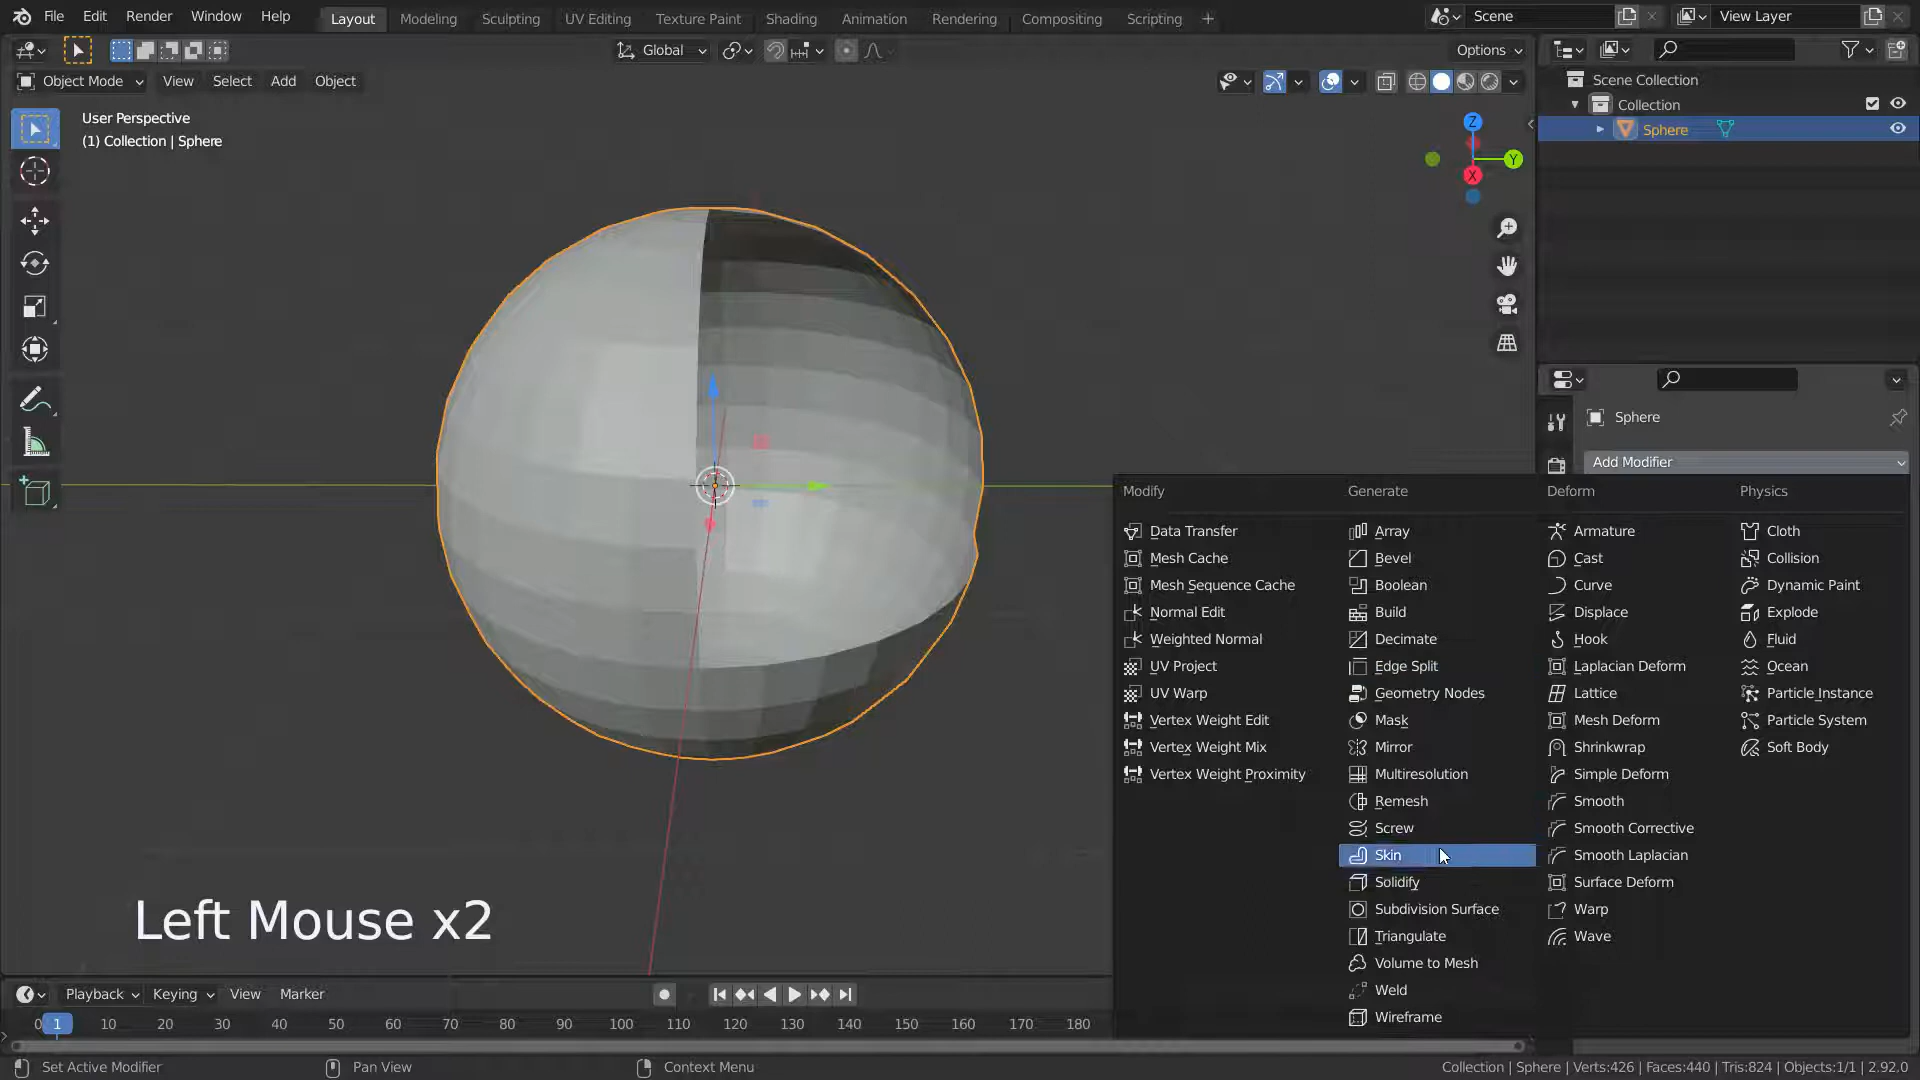 File Edit Render Window Help Layout Modeling Sculpting UV Editing Texture Paint Shading Animation Rendering Compositing Scripting + Scene View Layer
Global Options
Object Mode View Select Add Object
User Perspective
(1) Collection | Sphere
Z
Y
X
Scene Collection
Collection
Sphere
Sphere
Add Modifier
Modify
Data Transfer
Mesh Cache
Mesh Sequence Cache
Normal Edit
Weighted Normal
UV Project
UV Warp
Vertex Weight Edit
Vertex Weight Mix
Vertex Weight Proximity
Generate
Array
Bevel
Boolean
Build
Decimate
Edge Split
Geometry Nodes
Mask
Mirror
Multiresolution
Remesh
Screw
Skin
Solidify
Subdivision Surface
Triangulate
Volume to Mesh
Weld
Wireframe
Deform
Armature
Cast
Curve
Displace
Hook
Laplacian Deform
Lattice
Mesh Deform
Shrinkwrap
Simple Deform
Smooth
Smooth Corrective
Smooth Laplacian
Surface Deform
Warp
Wave
Physics
Cloth
Collision
Dynamic Paint
Explode
Fluid
Ocean
Particle Instance
Particle System
Soft Body
Left Mouse x2
Playback Keying View Marker
0 1 10 20 30 40 50 60 70 80 90 100 110 120 130 140 150 160 170 180
Set Active Modifier Pan View Context Menu Collection | Sphere | Verts:426 | Faces:440 | Tris:824 | Objects:1/1 | 2.92.0